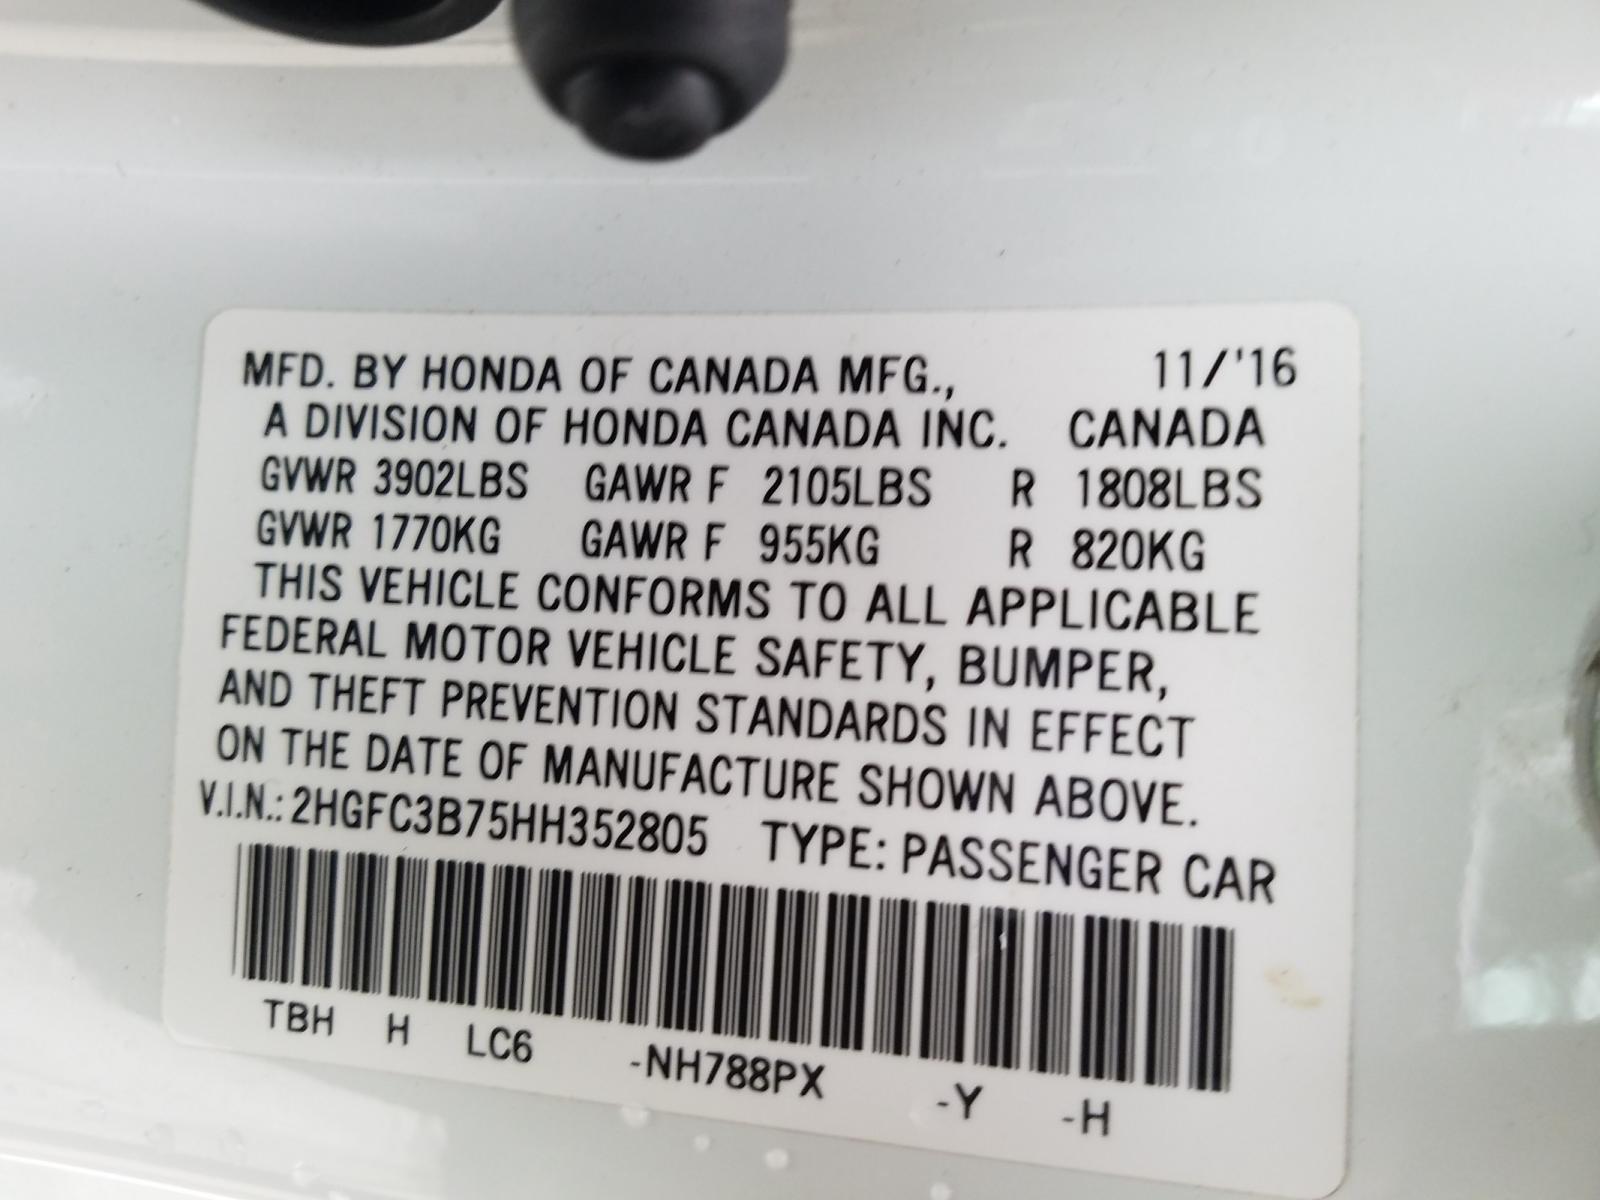 MFD. BY HONDA OF CANADA MFG., 11/'16
A DIVISION OF HONDA CANADA INC. CANADA
GVWR 3902LBS GAWR F 2105LBS R 1808LBS
GVWR 1770KG GAWR F 955KG R 820KG
THIS VEHICLE CONFORMS TO ALL APPLICABLE
FEDERAL MOTOR VEHICLE SAFETY, BUMPER,
AND THEFT PREVENTION STANDARDS IN EFFECT
ON THE DATE OF MANUFACTURE SHOWN ABOVE.
V.I.N.: 2HGFC3B75HH352805 TYPE: PASSENGER CAR
TBH H LC6 -NH788PX -Y -H